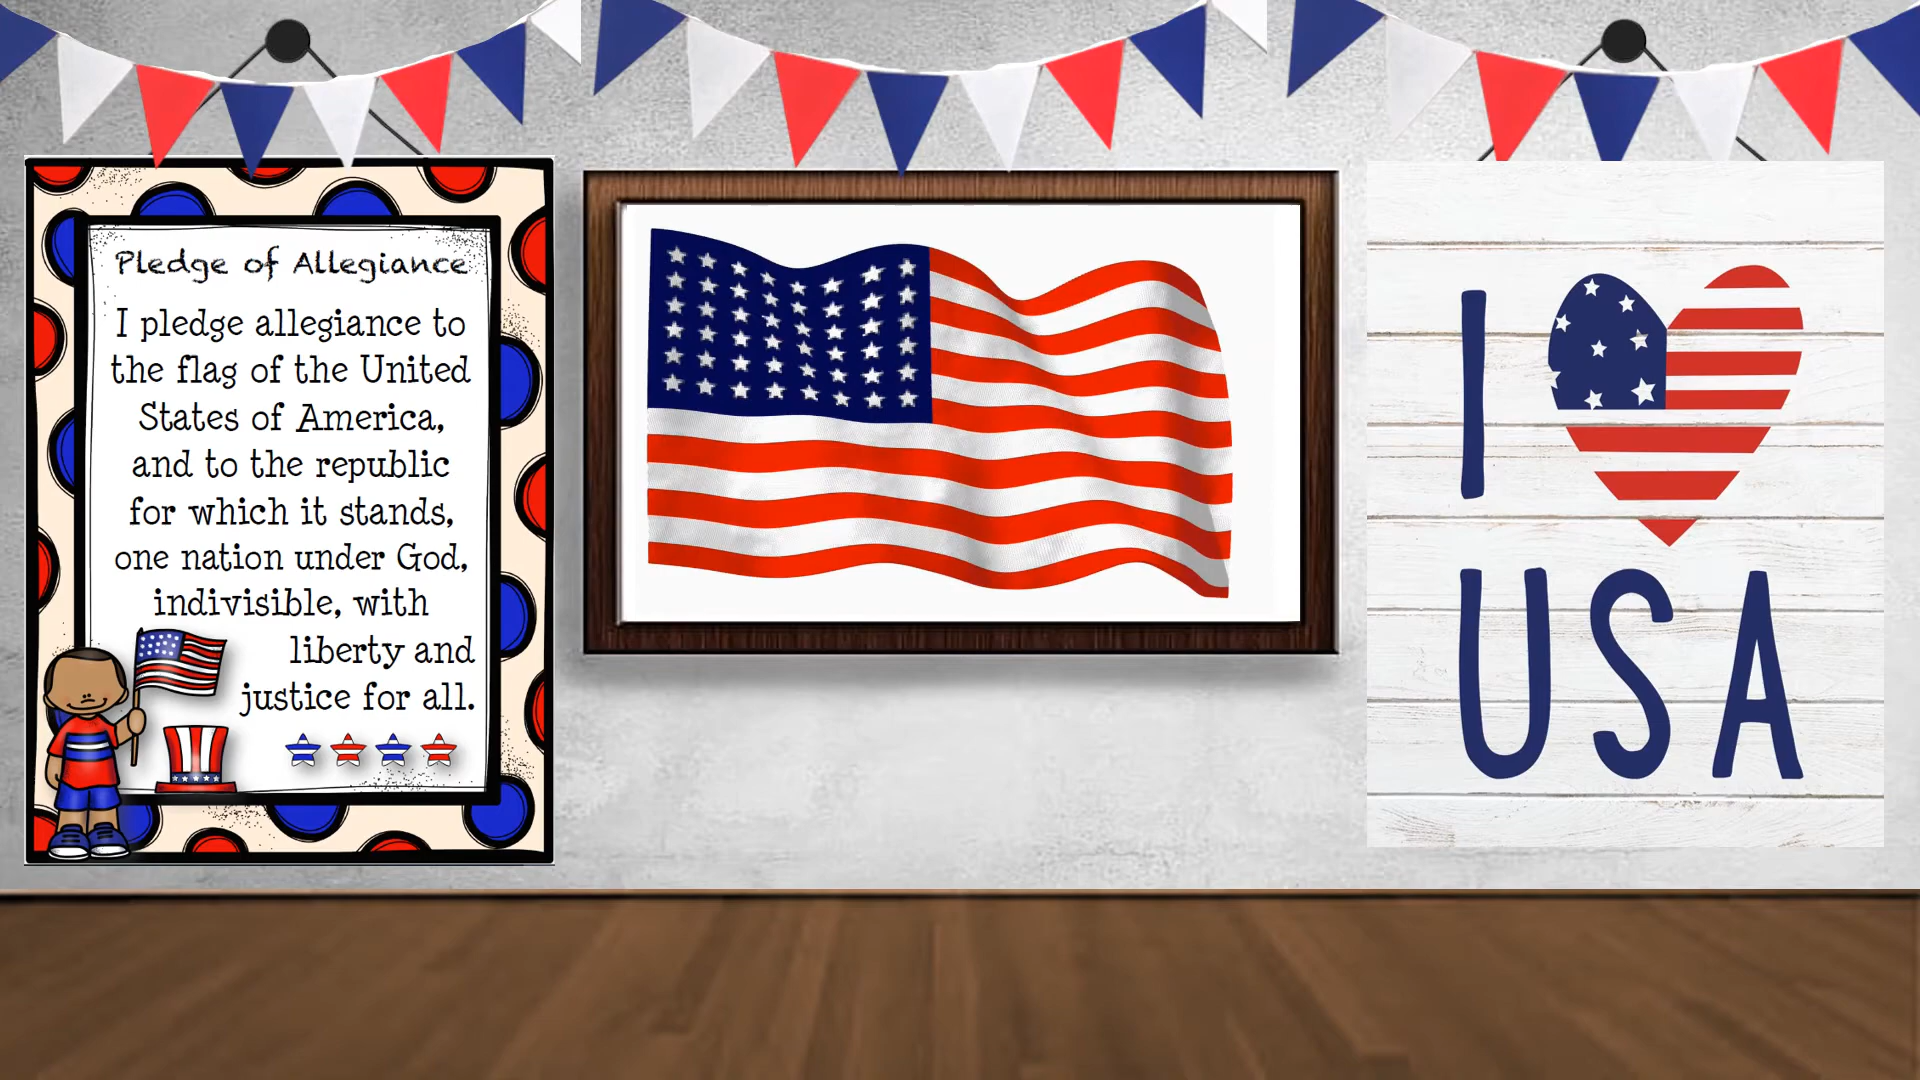 Pledge of Allegiance
I pledge allegiance to
the flag of the United
States of America,
and to the republic
for which it stands,
one nation under God,
indivisible, with
liberty and
justice for all.
I
USA